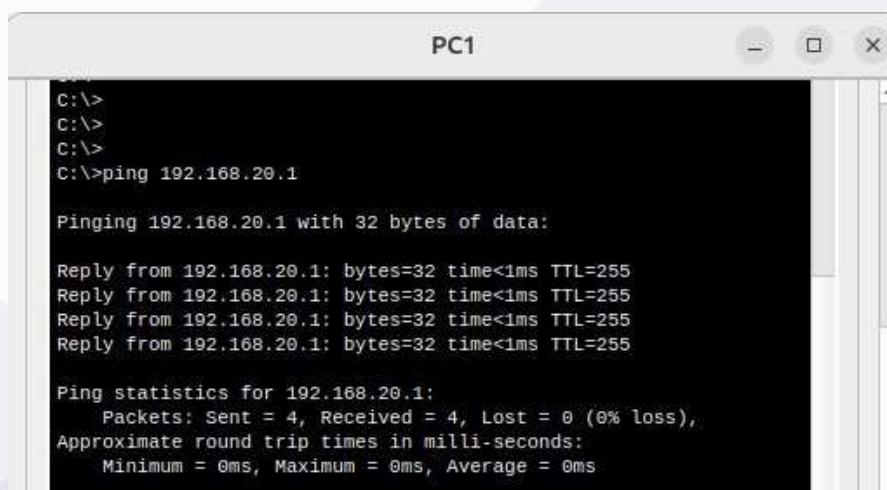 PC1
C:\>
C:\>
C:\>
C:\>ping 192.168.20.1
Pinging 192.168.20.1 with 32 bytes of data:
Reply from 192.168.20.1: bytes=32 time<1ms TTL=255
Reply from 192.168.20.1: bytes=32 time<1ms TTL=255
Reply from 192.168.20.1: bytes=32 time<1ms TTL=255
Reply from 192.168.20.1: bytes=32 time<1ms TTL=255
Ping statistics for 192.168.20.1:
    Packets: Sent = 4, Received = 4, Lost = 0 (0% loss),
Approximate round trip times in milli-seconds:
    Minimum = 0ms, Maximum = 0ms, Average = 0ms